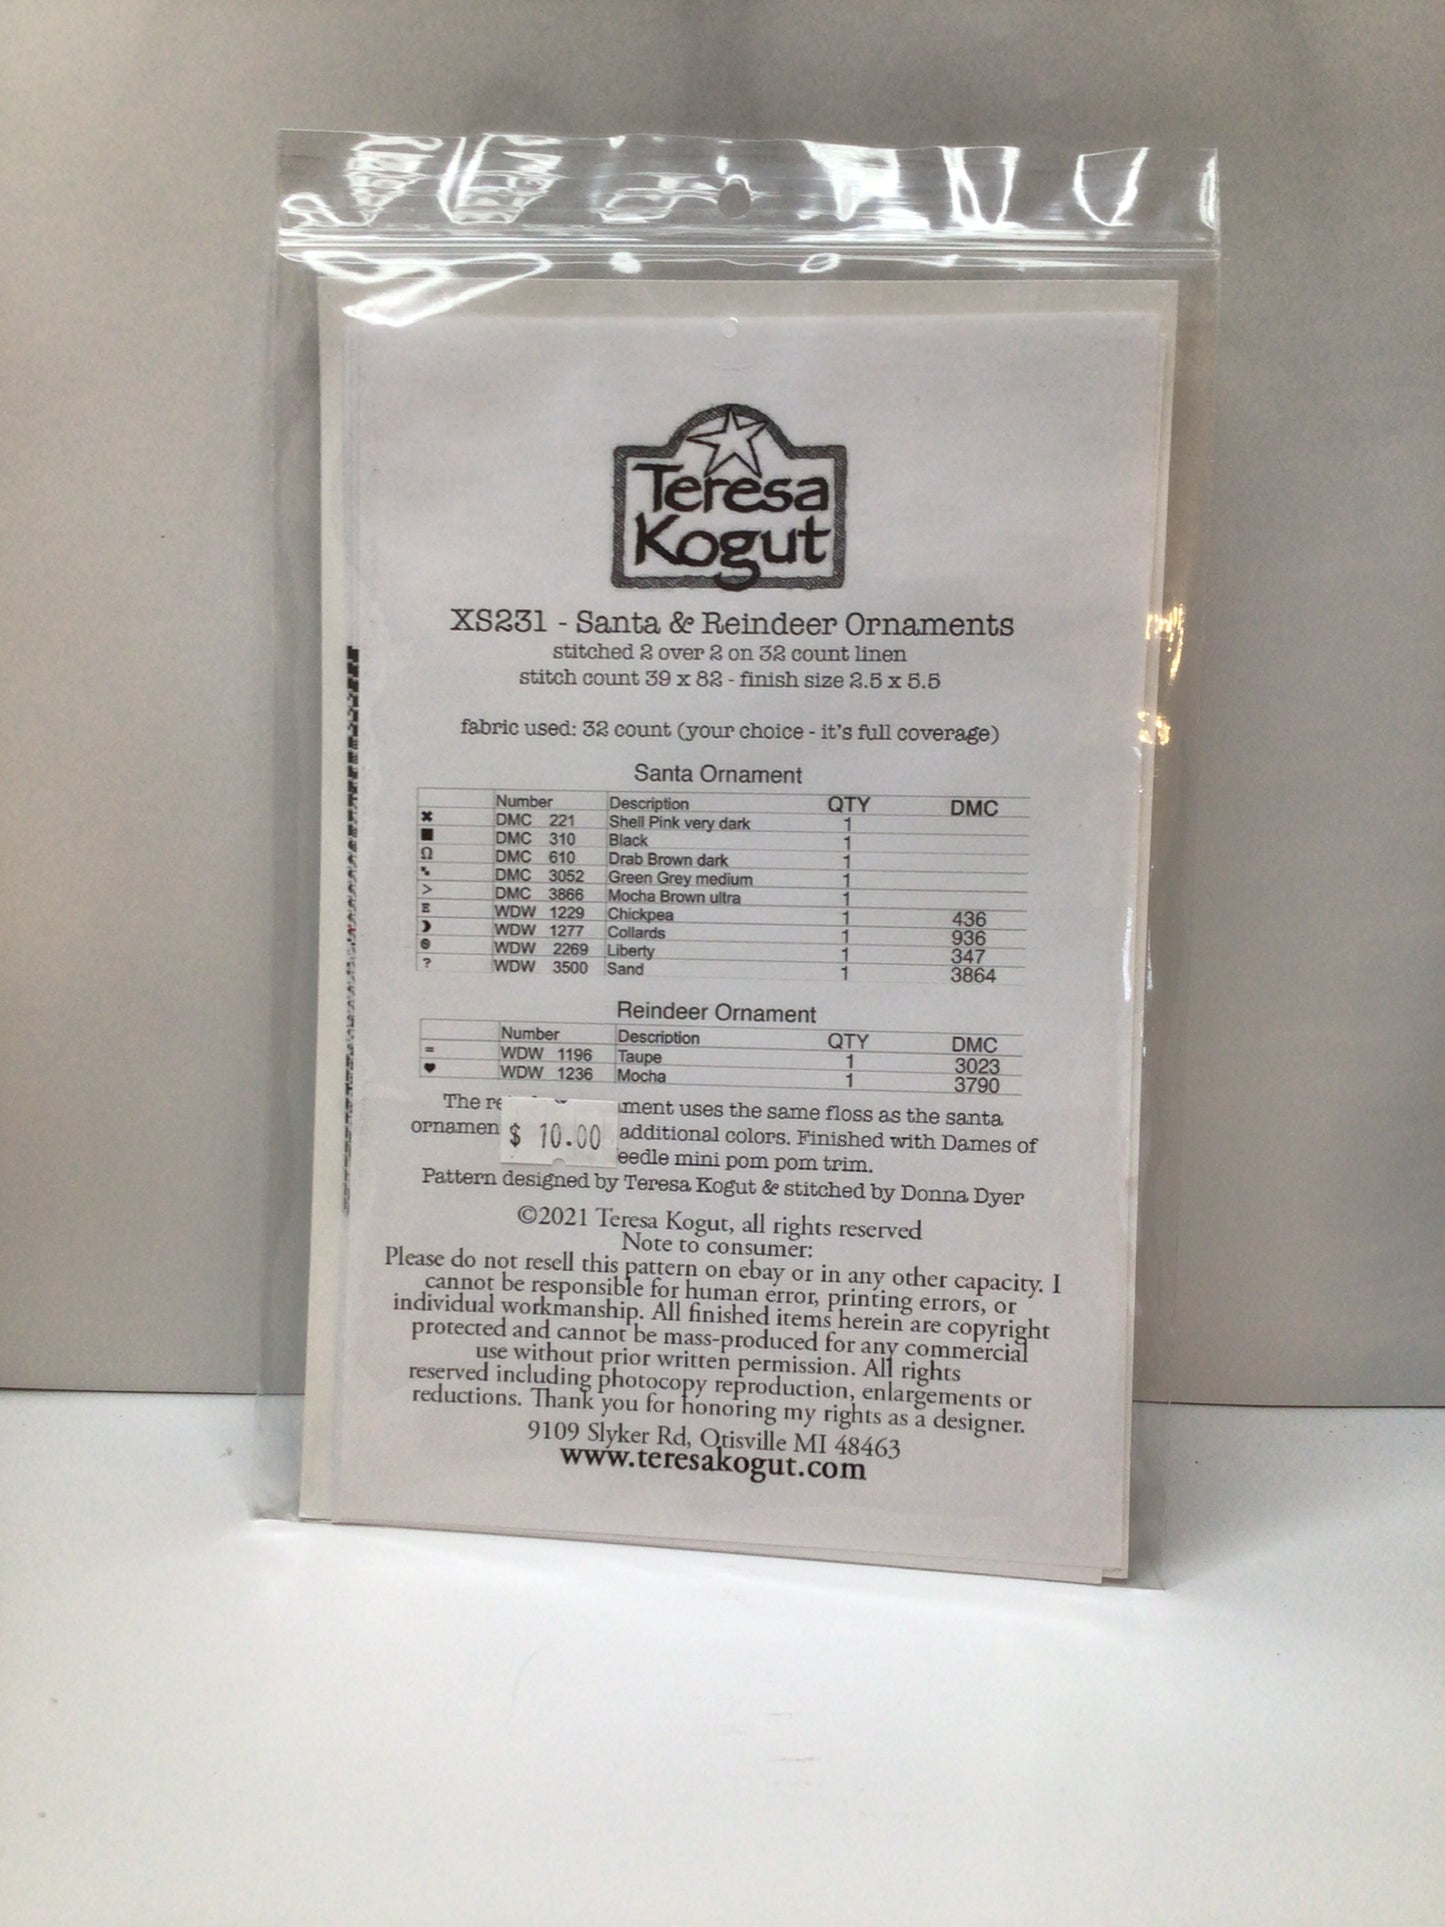 Teresa
Kogut
XS231 - Santa & Reindeer Ornaments
stitched 2 over 2 on 32 count linen
stitch count 39 x 82 - finish size 2.5 x 5.5
fabric used: 32 count (your choice - it's full coverage)
Santa Ornament
Number Description QTY DMC
✖ DMC 221 Shell Pink very dark 1
■ DMC 310 Black 1
Ω DMC 610 Drab Brown dark 1
DMC 3052 Green Grey medium 1
> DMC 3866 Mocha Brown ultra 1
E WDW 1229 Chickpea 1 436
☽ WDW 1277 Collards 1 936
WDW 2269 Liberty 1 347
? WDW 3500 Sand 1 3864
Reindeer Ornament
Number Description QTY DMC
= WDW 1196 Taupe 1 3023
♥ WDW 1236 Mocha 1 3790
The uses the same floss as the santa
additional colors. Finished with Dames of
mini pom pom trim.
$ 10.00
Pattern designed by Teresa Kogut & stitched by Donna Dyer
©2021 Teresa Kogut, all rights reserved
Note to consumer:
Please do not resell this pattern on ebay or in any other capacity. I
cannot be responsible for human error, printing errors, or
individual workmanship. All finished items herein are copyright
protected and cannot be mass-produced for any commercial
use without prior written permission. All rights
reserved including photocopy reproduction, enlargements or
reductions. Thank you for honoring my rights as a designer.
9109 Slyker Rd, Otisville MI 48463
www.teresakogut.com